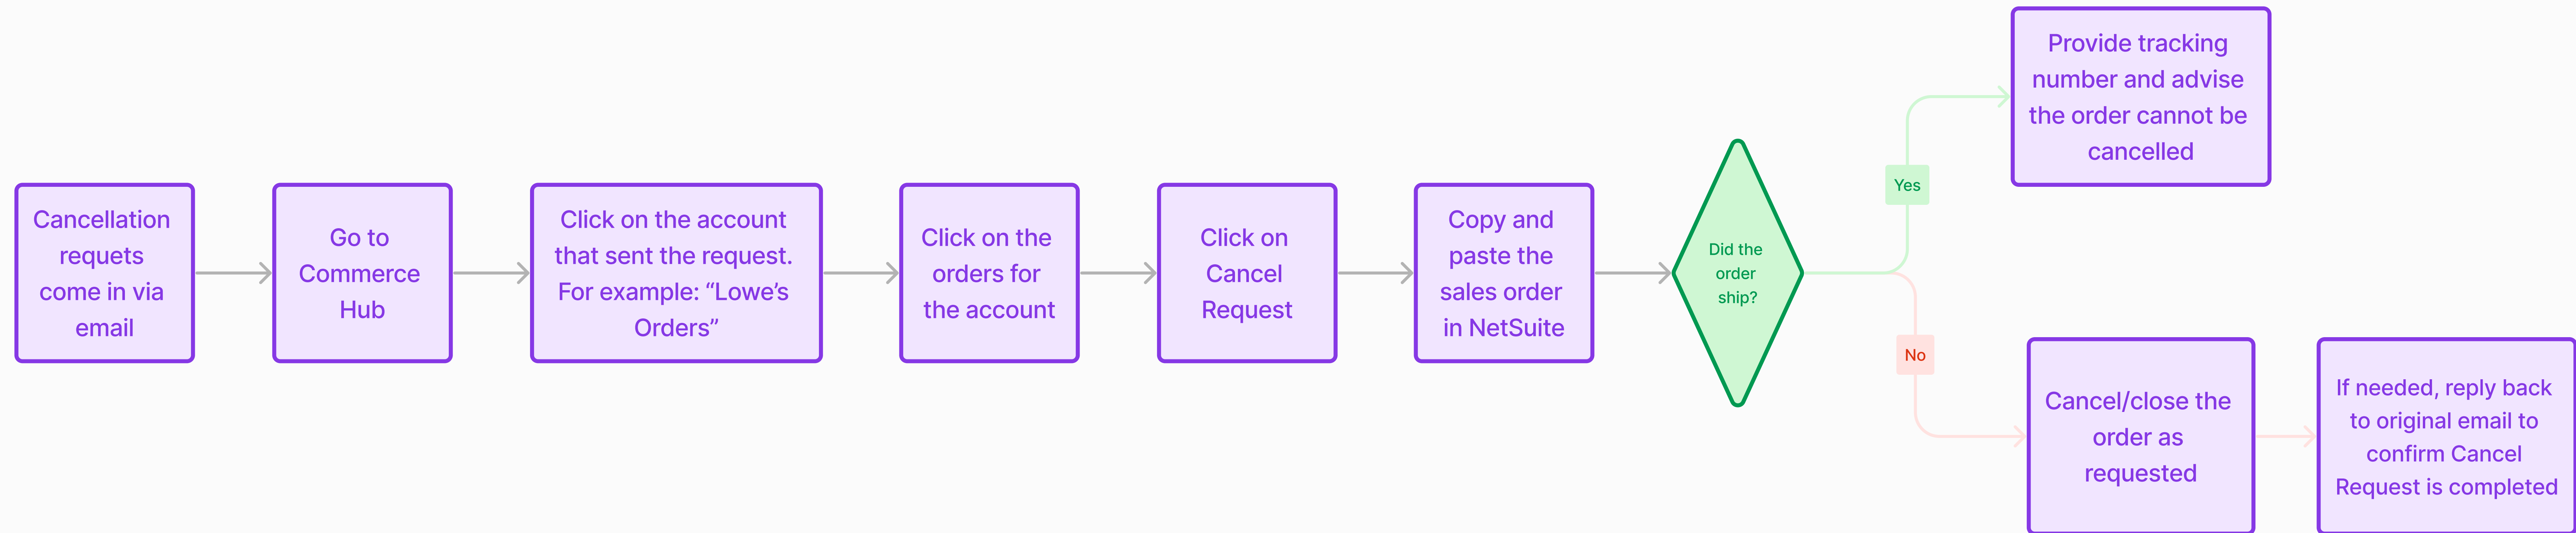 Cancellation
requets
come in via
email
Go to
Commerce
Hub
Click on the account
that sent the request.
For example: “Lowe’s
Orders”
Click on the
orders for
the account
Click on
Cancel
Request
Copy and
paste the
sales order
in NetSuite
Did the
order
ship?
Yes
Provide tracking
number and advise
the order cannot be
cancelled
No
Cancel/close the
order as
requested
If needed, reply back
to original email to
confirm Cancel
Request is completed